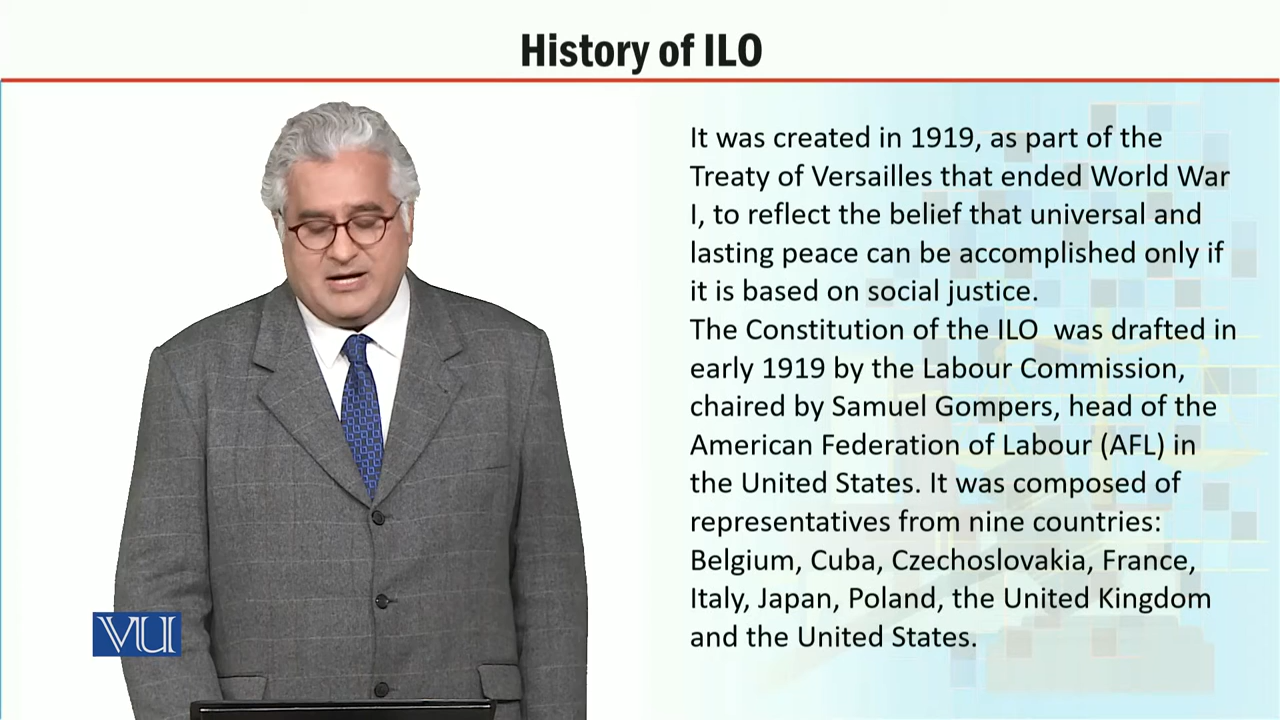 History of ILO
It was created in 1919, as part of the
Treaty of Versailles that ended World War
I, to reflect the belief that universal and
lasting peace can be accomplished only if
it is based on social justice.
The Constitution of the ILO  was drafted in
early 1919 by the Labour Commission,
chaired by Samuel Gompers, head of the
American Federation of Labour (AFL) in
the United States. It was composed of
representatives from nine countries:
Belgium, Cuba, Czechoslovakia, France,
Italy, Japan, Poland, the United Kingdom
and the United States.
VU